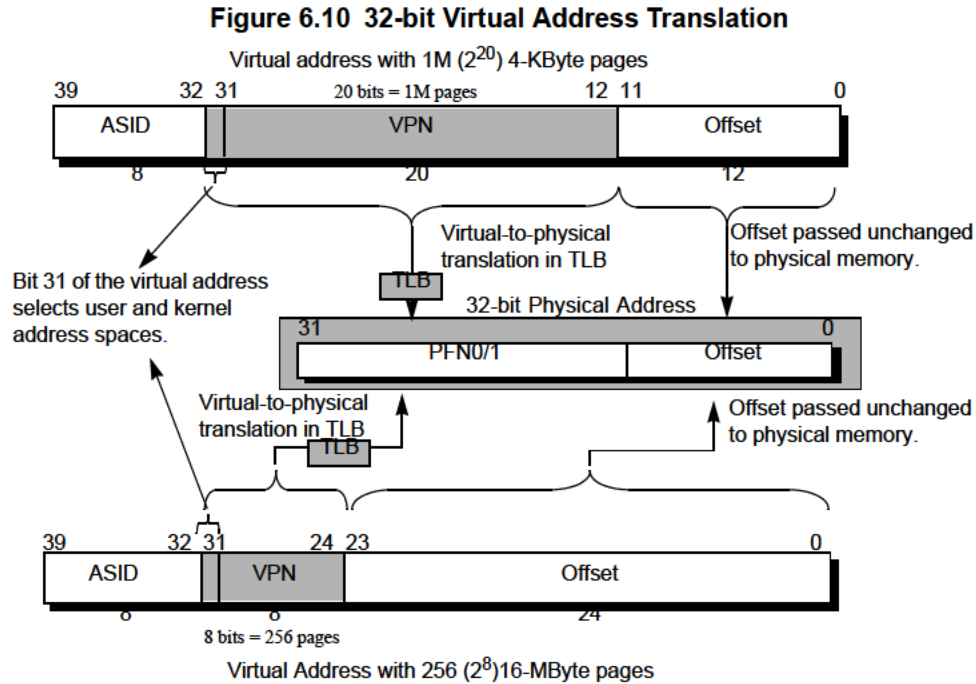 Figure 6.10 32-bit Virtual Address Translation
Virtual address with 1M (2²⁰) 4-KByte pages
39 32 31 20 bits = 1M pages 12 11 0
ASID VPN Offset
8 20 12
Virtual-to-physical
translation in TLB
TLB
Offset passed unchanged
to physical memory.
Bit 31 of the virtual address
selects user and kernel
address spaces.
32-bit Physical Address
31 0
PFN0/1 Offset
Virtual-to-physical
translation in TLB
TLB
Offset passed unchanged
to physical memory.
39 32 31 24 23 0
ASID VPN Offset
8 8 24
8 bits = 256 pages
Virtual Address with 256 (2⁸)16-MByte pages